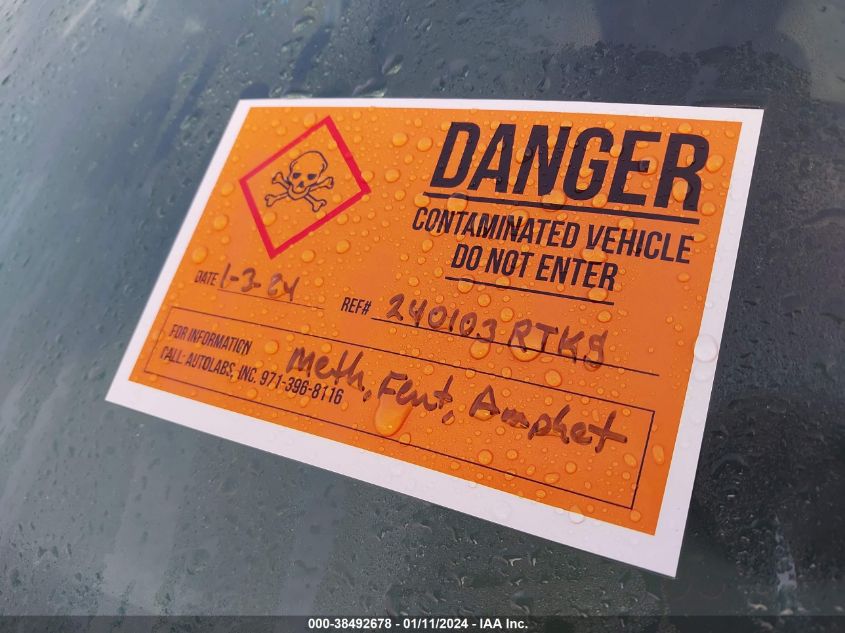 DANGER
CONTAMINATED VEHICLE
DO NOT ENTER
DATE 1-3-24
REF# 240103 RTKS
FOR INFORMATION
CALL: AUTOLABS, INC. 971-396-8116
Meth, Fent, Amphet
000-38492678 - 01/11/2024 - IAA Inc.